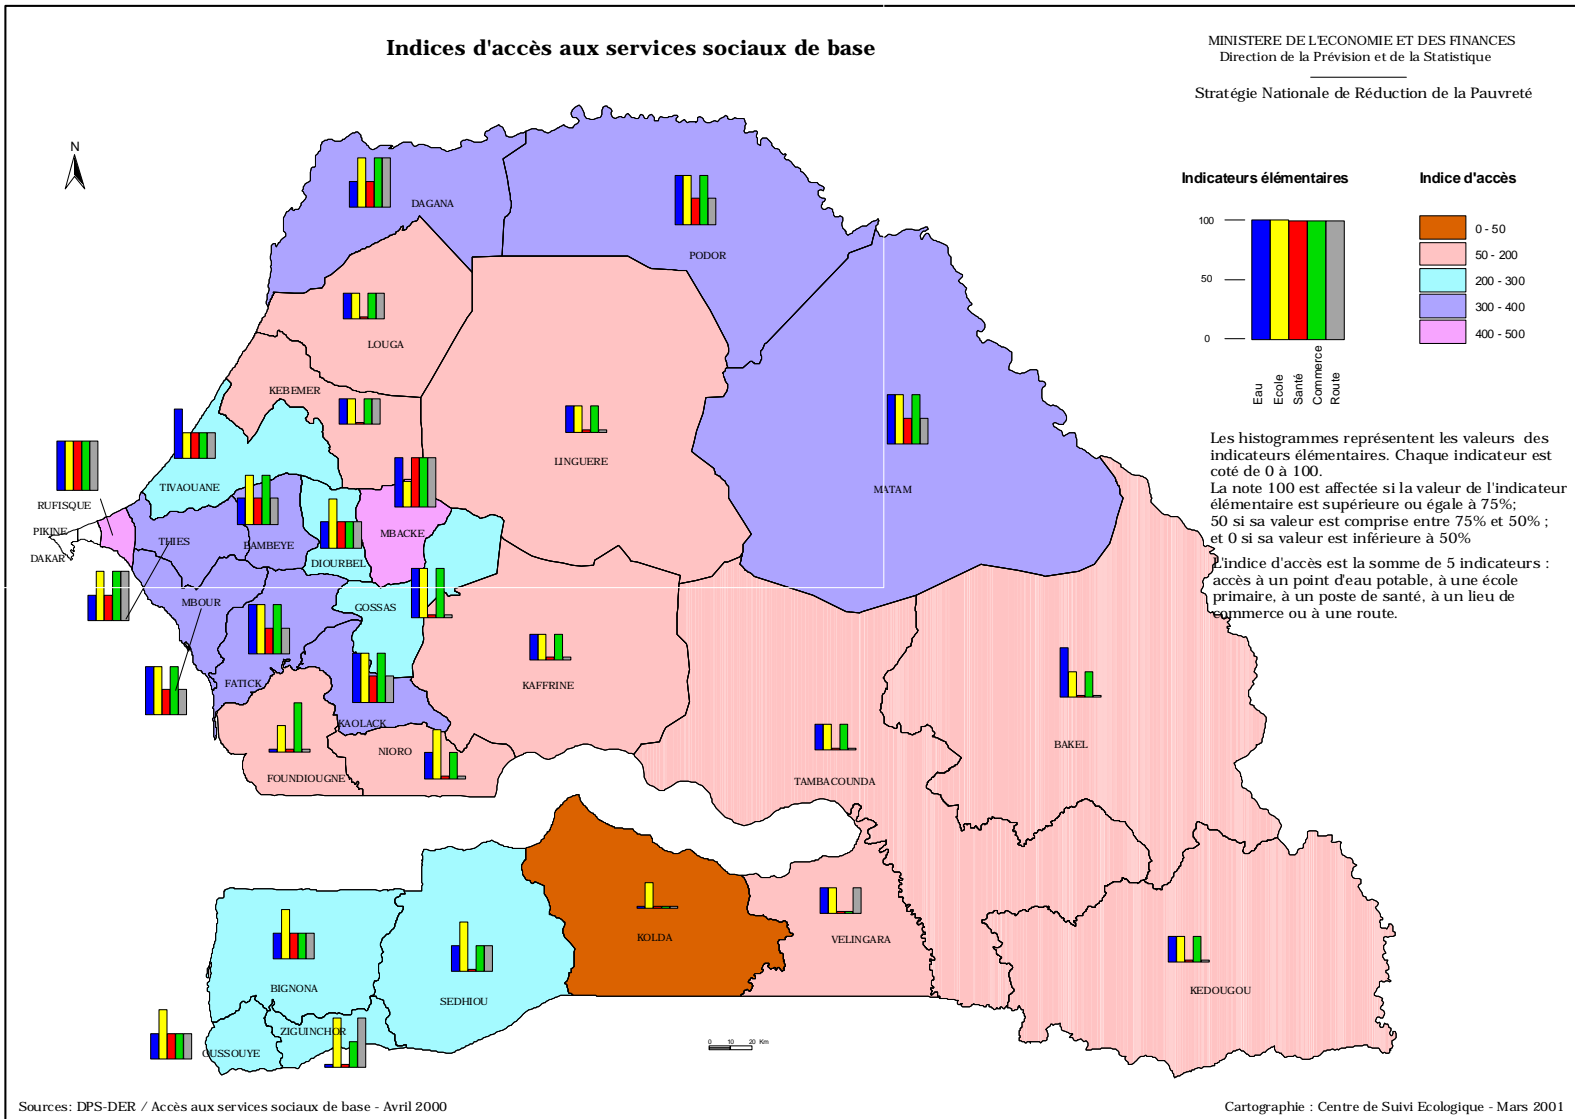 Indices d'accès aux services sociaux de base
MINISTERE DE L'ECONOMIE ET DES FINANCES
Direction de la Prévision et de la Statistique
Stratégie Nationale de Réduction de la Pauvreté
N
Indicateurs élémentaires
100
50
0
Eau
Ecole
Santé
Commerce
Route
Indice d'accès
0 - 50
50 - 200
200 - 300
300 - 400
400 - 500
Les histogrammes représentent les valeurs des
indicateurs élémentaires. Chaque indicateur est
coté de 0 à 100.
La note 100 est affectée si la valeur de l'indicateur
élémentaire est supérieure ou égale à 75%;
50 si sa valeur est comprise entre 75% et 50% ;
et 0 si sa valeur est inférieure à 50%
L'indice d'accès est la somme de 5 indicateurs :
accès à un point d'eau potable, à une école
primaire, à un poste de santé, à un lieu de
commerce ou à une route.
DAGANA
PODOR
LOUGA
KEBEMER
LINGUERE
MATAM
TIVAOUANE
RUFISQUE
PIKINE
DAKAR
THIES
BAMBEYE
DIOURBEL
MBACKE
MBOUR
GOSSAS
FATICK
KAOLACK
KAFFRINE
NIORO
FOUNDIOUGNE
TAMBACOUNDA
BAKEL
KOLDA
VELINGARA
KEDOUGOU
BIGNONA
SEDHIOU
ZIGUINCHOR
OUSSOUYE
0 10 20 Km
Sources: DPS-DER / Accès aux services sociaux de base - Avril 2000
Cartographie : Centre de Suivi Ecologique - Mars 2001